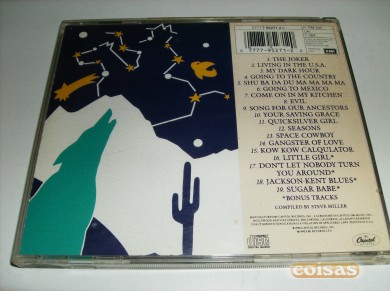 1 THE JOKER
2 LIVING IN THE U.S.A.
3 MY DARK HOUR
4 GOING TO THE COUNTRY
5 SHU BA DA DU MA MA MA MA
6 GOING TO MEXICO
7 COME ON IN MY KITCHEN
8 EVIL
9 SONG FOR OUR ANCESTORS
10 YOUR SAVING GRACE
11 QUICKSILVER GIRL
12 SEASONS
13 SPACE COWBOY
14 GANGSTER OF LOVE
15 KOW KOW CALQULATOR
16 LITTLE GIRL*
17 DON'T LET NOBODY TURN
YOU AROUND*
18 JACKSON-KENT BLUES*
19 SUGAR BABE*
*BONUS TRACKS
COMPILED BY STEVE MILLER
Capitol
coisas